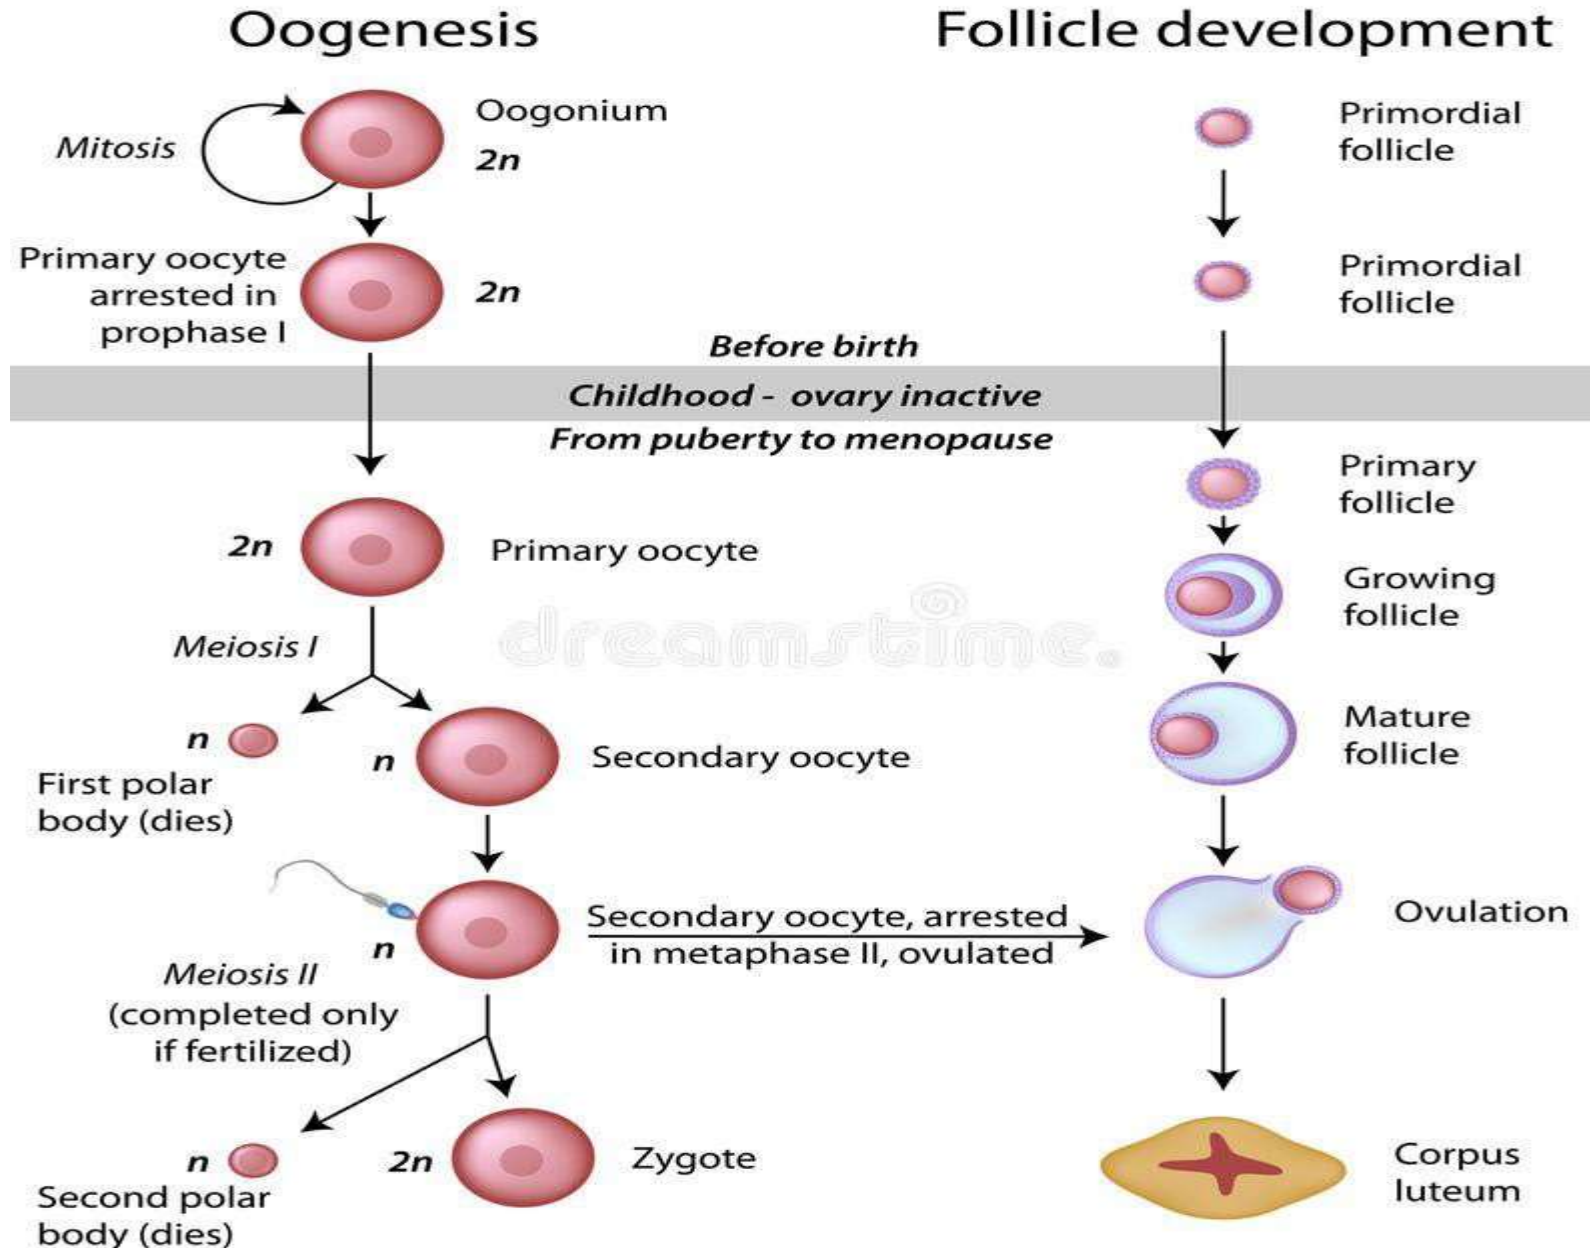 Oogenesis
Follicle development
Mitosis
Oogonium
2n
Primordial
follicle
Primary oocyte
arrested in
prophase I
2n
Primordial
follicle
Before birth
Childhood - ovary inactive
From puberty to menopause
Primary
follicle
2n
Primary oocyte
Growing
follicle
dreamstime.
Meiosis I
Mature
follicle
n
First polar
body (dies)
n
Secondary oocyte
Secondary oocyte, arrested
in metaphase II, ovulated
Ovulation
n
Meiosis II
(completed only
if fertilized)
n
Second polar
body (dies)
2n
Zygote
Corpus
luteum